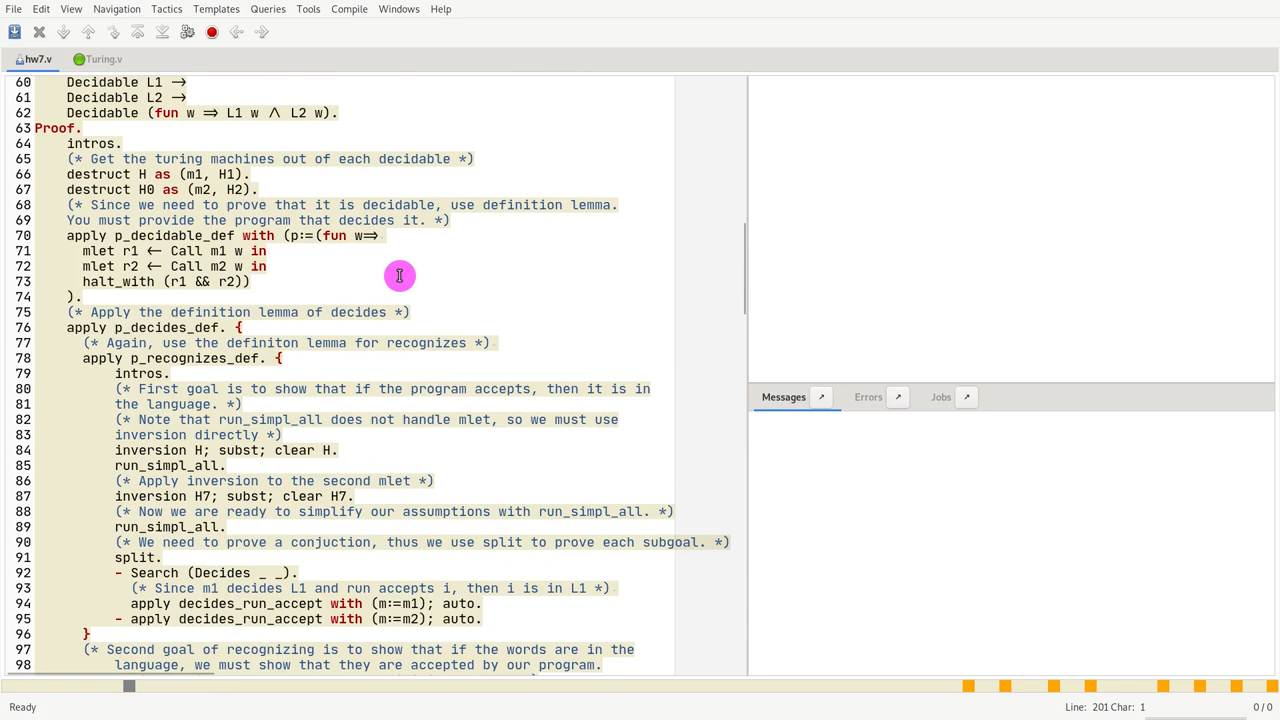 File Edit View Navigation Tactics Templates Queries Tools Compile Windows Help
hw7.v Turing.v
60 Decidable L1 →
61 Decidable L2 →
62 Decidable (fun w ⇒ L1 w ∧ L2 w).
63 Proof.
64 intros.
65 (* Get the turing machines out of each decidable *)
66 destruct H as (m1, H1).
67 destruct H0 as (m2, H2).
68 (* Since we need to prove that it is decidable, use definition lemma.
69 You must provide the program that decides it. *)
70 apply p_decidable_def with (p:=(fun w⇒
71 mlet r1 ← Call m1 w in
72 mlet r2 ← Call m2 w in
73 halt_with (r1 && r2))
74 ).
75 (* Apply the definition lemma of decides *)
76 apply p_decides_def. {
77 (* Again, use the definiton lemma for recognizes *)
78 apply p_recognizes_def. {
79 intros.
80 (* First goal is to show that if the program accepts, then it is in
81 the language. *)
82 (* Note that run_simpl_all does not handle mlet, so we must use
83 inversion directly *)
84 inversion H; subst; clear H.
85 run_simpl_all.
86 (* Apply inversion to the second mlet *)
87 inversion H7; subst; clear H7.
88 (* Now we are ready to simplify our assumptions with run_simpl_all. *)
89 run_simpl_all.
90 (* We need to prove a conjuction, thus we use split to prove each subgoal. *)
91 split.
92 - Search (Decides _ _).
93 (* Since m1 decides L1 and run accepts i, then i is in L1 *)
94 apply decides_run_accept with (m:=m1); auto.
95 - apply decides_run_accept with (m:=m2); auto.
96 }
97 (* Second goal of recognizing is to show that if the words are in the
98 language, we must show that they are accepted by our program.
Messages ↗ Errors ↗ Jobs ↗
Ready Line: 201 Char: 1 0 / 0